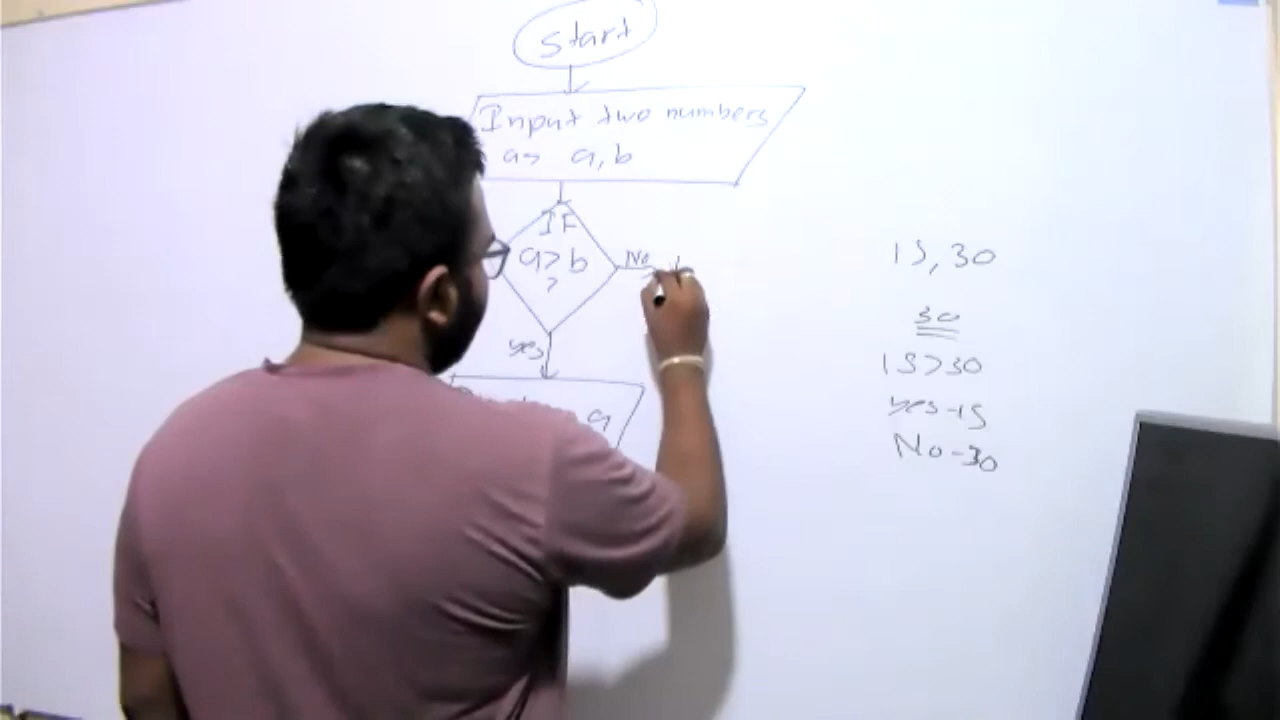 start
Input two numbers
as a, b
IF
a > b
?
No
yes
a
15, 30
30
15 > 30
yes - 15
No - 30